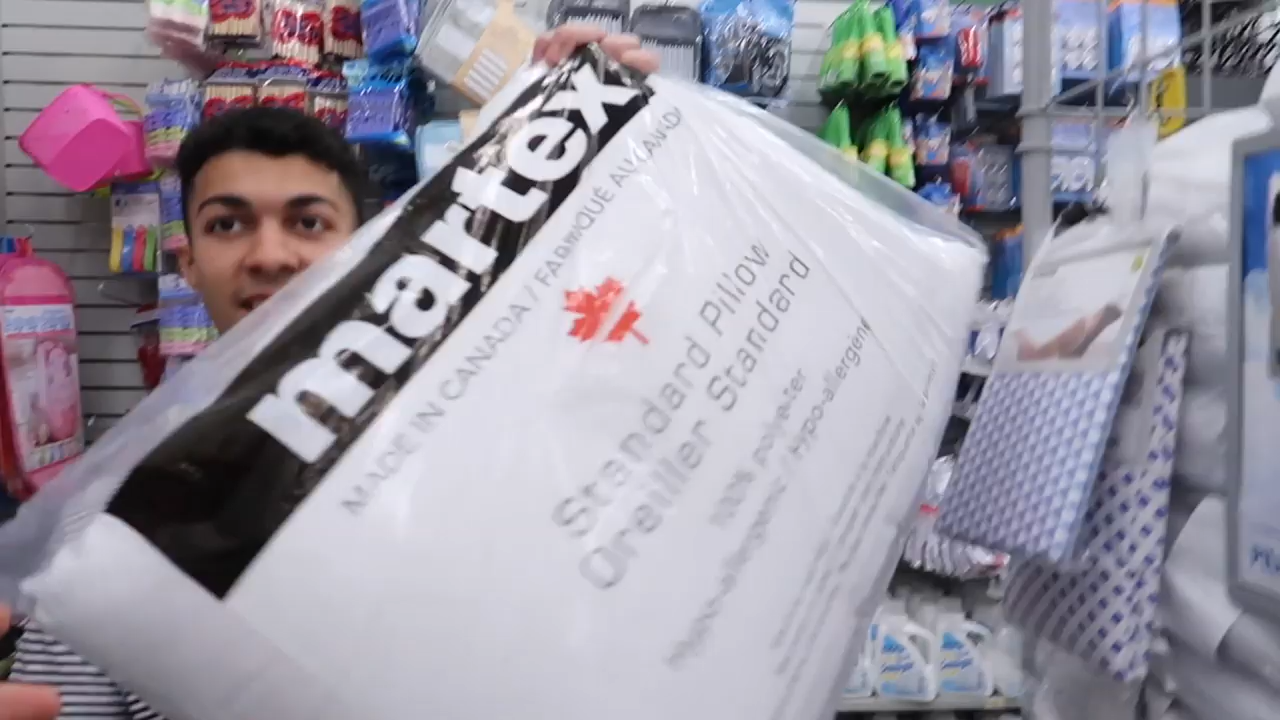 martex
MADE IN CANADA / FABRIQUÉ AU CANADA
Standard Pillow
Oreiller Standard
100% polyester
Hypo-allergenic / Hypo-allergène